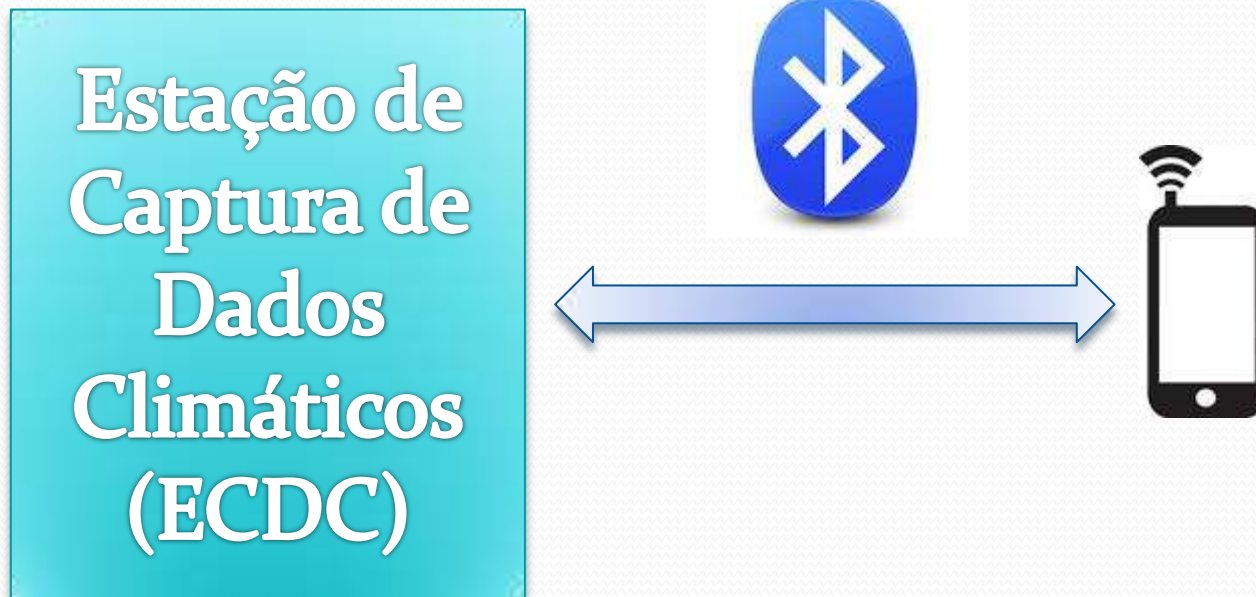 Estação de
Captura de
Dados
Climáticos
(ECDC)